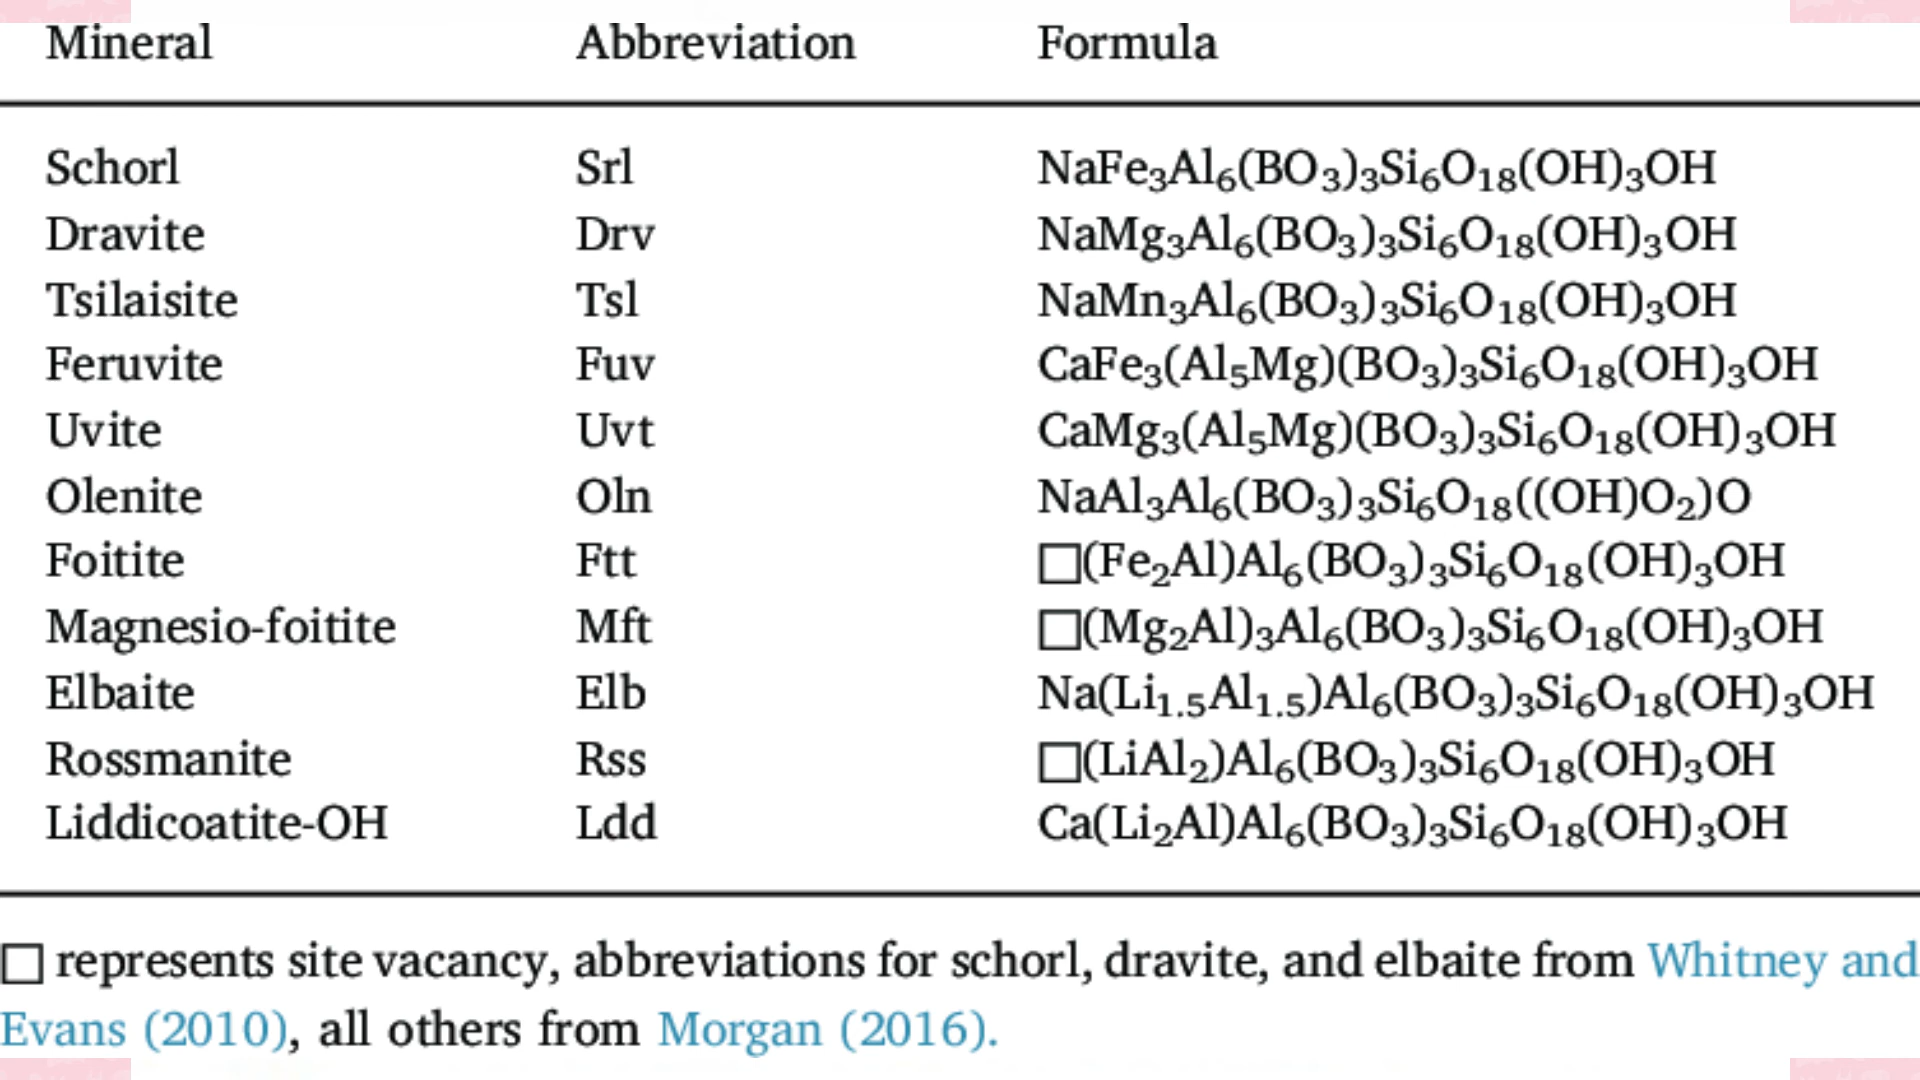 Mineral Abbreviation Formula
Schorl Srl NaFe₃Al₆(BO₃)₃Si₆O₁₈(OH)₃OH
Dravite Drv NaMg₃Al₆(BO₃)₃Si₆O₁₈(OH)₃OH
Tsilaisite Tsl NaMn₃Al₆(BO₃)₃Si₆O₁₈(OH)₃OH
Feruvite Fuv CaFe₃(Al₅Mg)(BO₃)₃Si₆O₁₈(OH)₃OH
Uvite Uvt CaMg₃(Al₅Mg)(BO₃)₃Si₆O₁₈(OH)₃OH
Olenite Oln NaAl₃Al₆(BO₃)₃Si₆O₁₈((OH)O₂)O
Foitite Ftt □(Fe₂Al)Al₆(BO₃)₃Si₆O₁₈(OH)₃OH
Magnesio-foitite Mft □(Mg₂Al)₃Al₆(BO₃)₃Si₆O₁₈(OH)₃OH
Elbaite Elb Na(Li₁.₅Al₁.₅)Al₆(BO₃)₃Si₆O₁₈(OH)₃OH
Rossmanite Rss □(LiAl₂)Al₆(BO₃)₃Si₆O₁₈(OH)₃OH
Liddicoatite-OH Ldd Ca(Li₂Al)Al₆(BO₃)₃Si₆O₁₈(OH)₃OH
□ represents site vacancy, abbreviations for schorl, dravite, and elbaite from Whitney and
Evans (2010), all others from Morgan (2016).